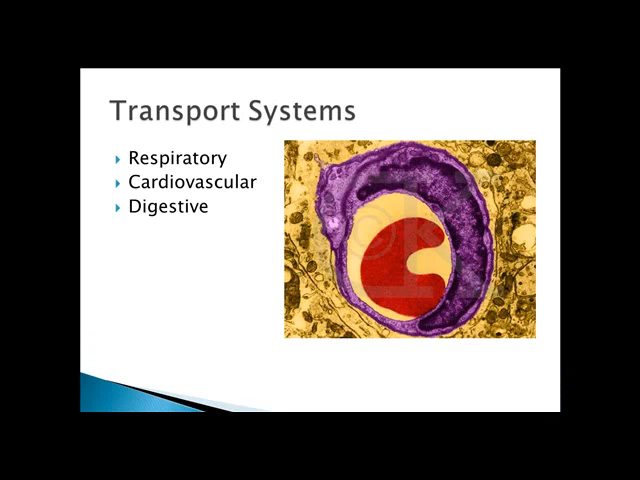 Transport Systems
Respiratory
Cardiovascular
Digestive